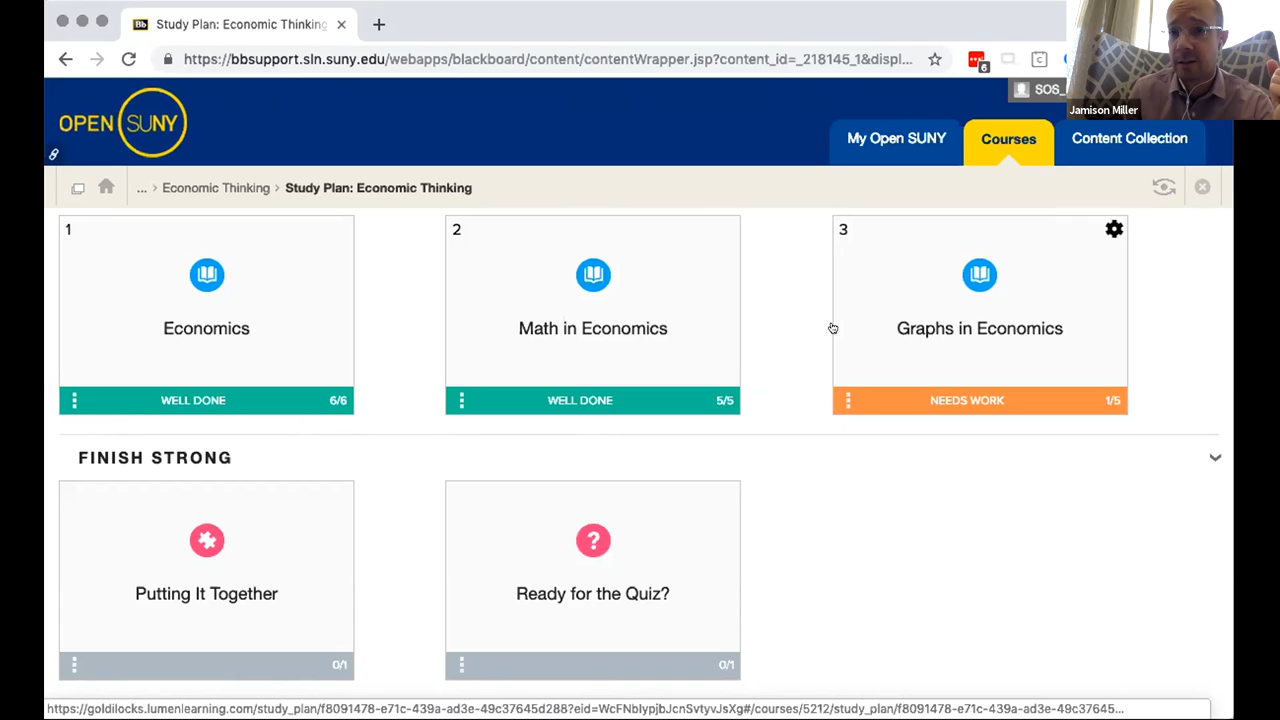 Bb Study Plan: Economic Thinking
https://bbsupport.sln.suny.edu/webapps/blackboard/content/contentWrapper.jsp?content_id=_218145_1&displ...
6
SOS_
Jamison Miller
OPEN SUNY
My Open SUNY
Courses
Content Collection
... > Economic Thinking > Study Plan: Economic Thinking
1
Economics
WELL DONE 6/6
2
Math in Economics
WELL DONE 5/5
3
Graphs in Economics
NEEDS WORK 1/5
FINISH STRONG
Putting It Together
0/1
?
Ready for the Quiz?
0/1
https://goldilocks.lumenlearning.com/study_plan/f8091478-e71c-439a-ad3e-49c37645d288?eid=WcFNbIypjbJcnSvtyvJsXg#/courses/5212/study_plan/f8091478-e71c-439a-ad3e-49c37645...